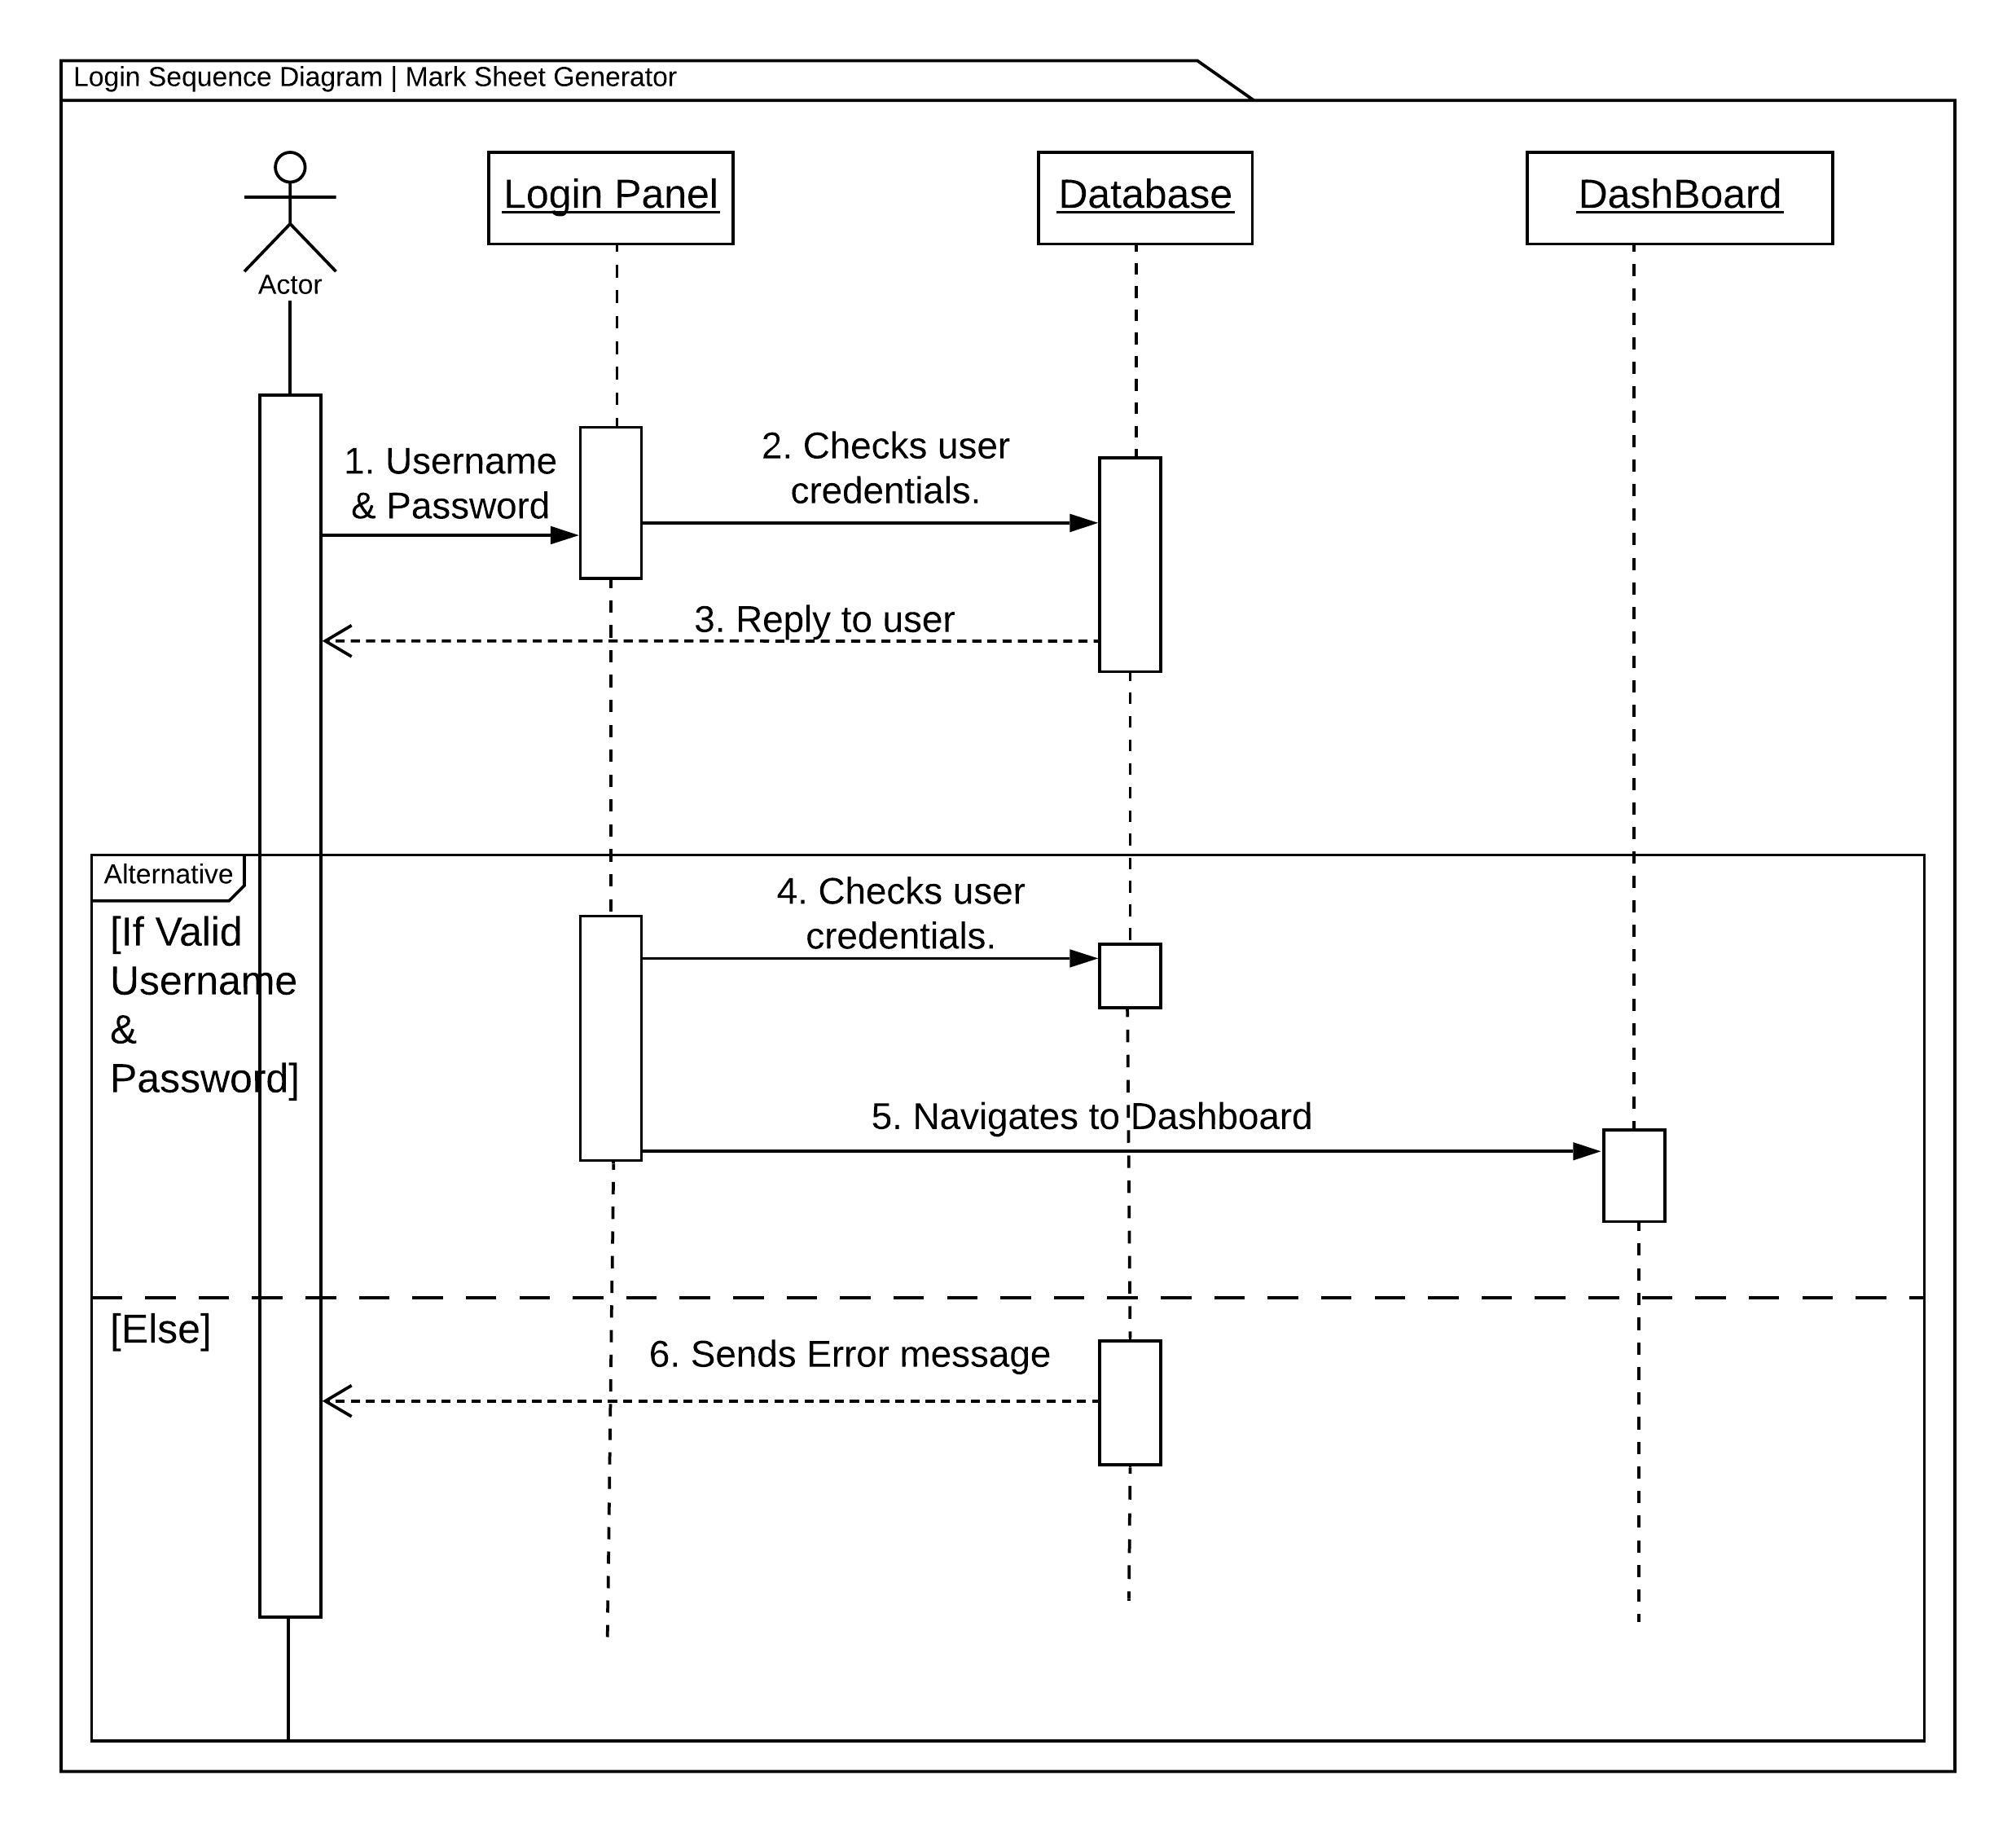 Login Sequence Diagram | Mark Sheet Generator
Login Panel
Database
DashBoard
Actor
1. Username
& Password
2. Checks user
credentials.
3. Reply to user
Alternative
[If Valid
Username
&
Password]
4. Checks user
credentials.
5. Navigates to Dashboard
[Else]
6. Sends Error message